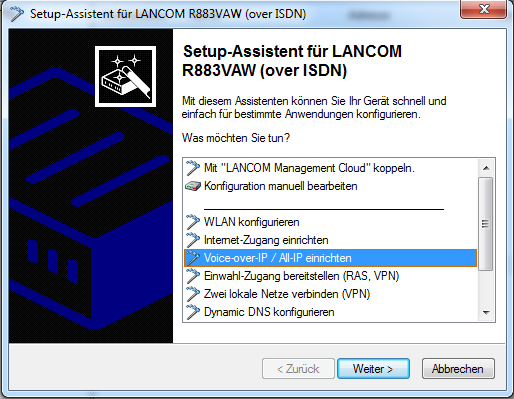 Setup-Assistent für LANCOM R883VAW (over ISDN)
Setup-Assistent für LANCOM
R883VAW (over ISDN)
Mit diesem Assistenten können Sie Ihr Gerät schnell und
einfach für bestimmte Anwendungen konfigurieren.
Was möchten Sie tun?
Mit "LANCOM Management Cloud" koppeln.
Konfiguration manuell bearbeiten
WLAN konfigurieren
Internet-Zugang einrichten
Voice-over-IP / All-IP einrichten
Einwahl-Zugang bereitstellen (RAS, VPN)
Zwei lokale Netze verbinden (VPN)
Dynamic DNS konfigurieren
< Zurück
Weiter >
Abbrechen